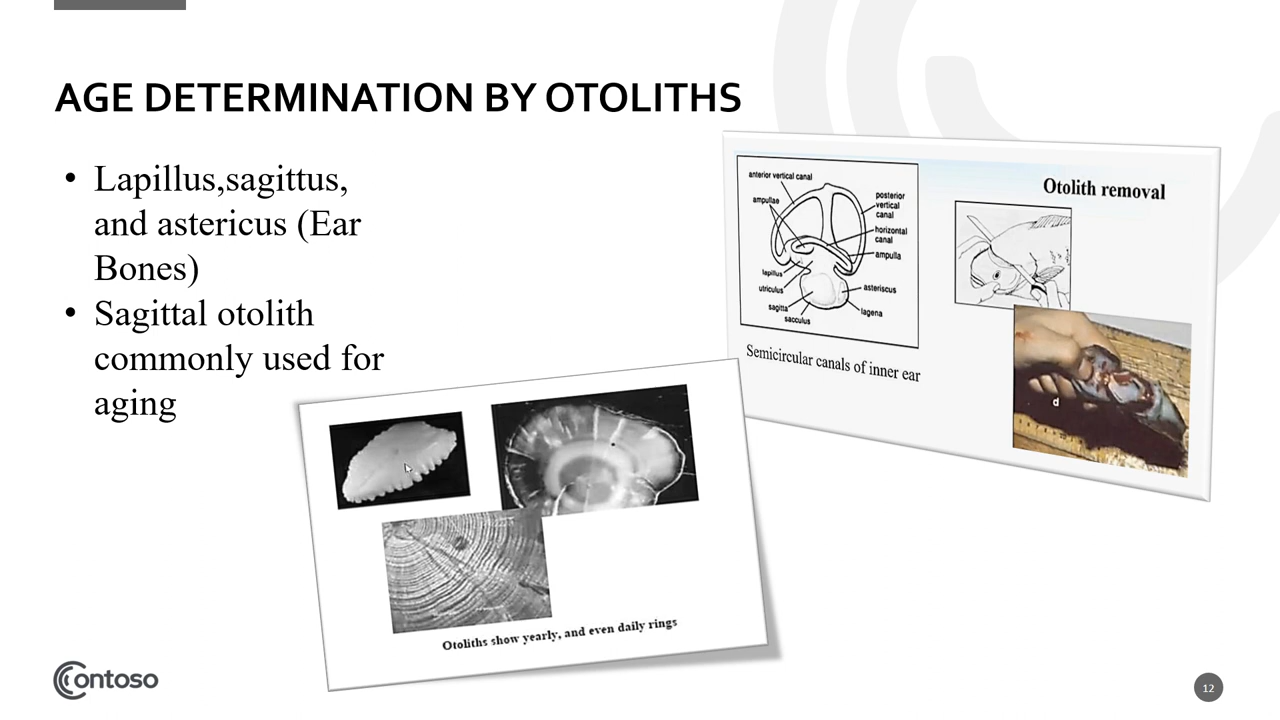 AGE DETERMINATION BY OTOLITHS
• Lapillus,sagittus,
and astericus (Ear
Bones)
• Sagittal otolith
commonly used for
aging
anterior vertical canal
ampullae
posterior
vertical
canal
horizontal
canal
ampulla
lapillus
utriculus
asteriscus
sagitta
lagena
sacculus
Semicircular canals of inner ear
Otolith removal
d
Otoliths show yearly, and even daily rings
Contoso
12